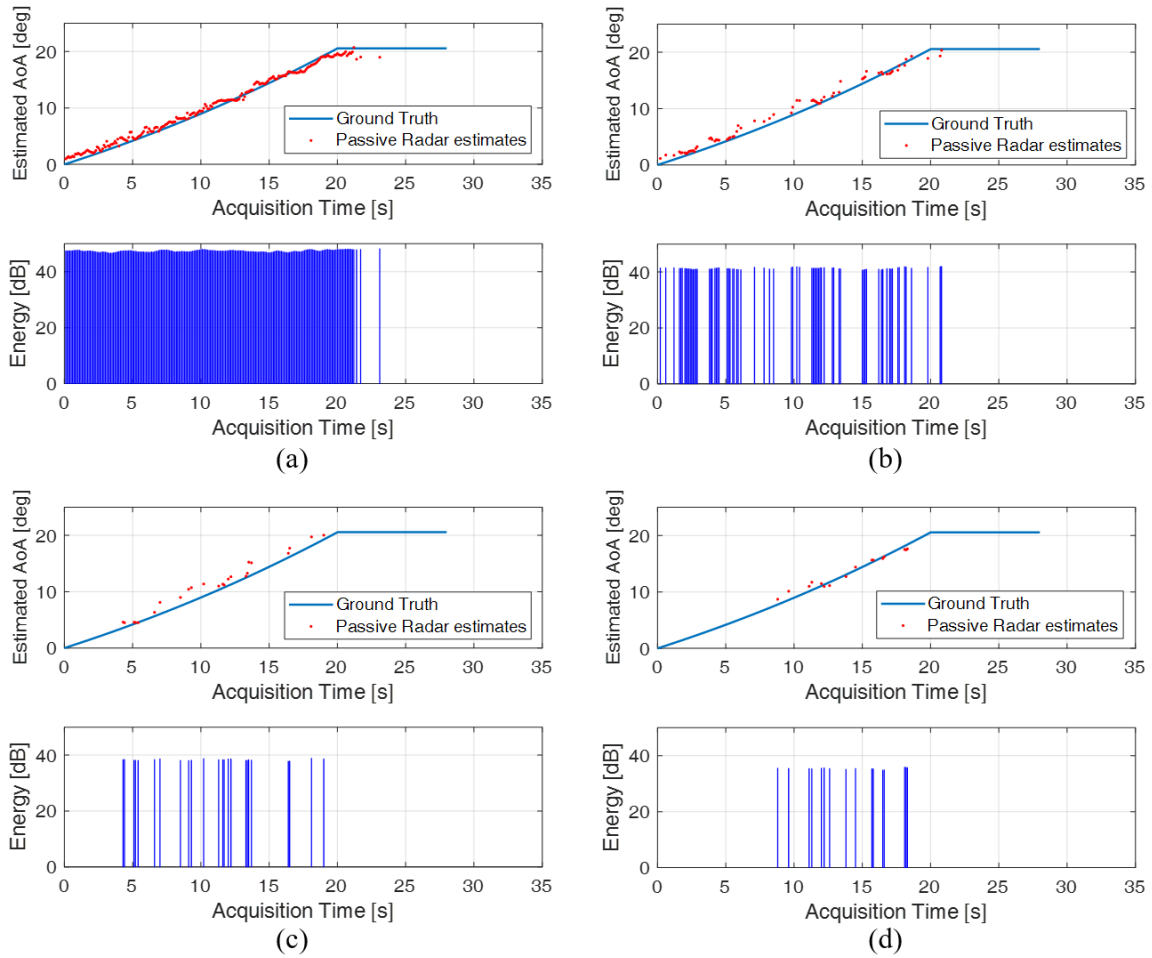 Estimated AoA [deg]
20
10
0
Ground Truth
Passive Radar estimates
0 5 10 15 20 25 30 35
Acquisition Time [s]
Energy [dB]
40
20
0
0 5 10 15 20 25 30 35
Acquisition Time [s]
(a)
Estimated AoA [deg]
20
10
0
Ground Truth
Passive Radar estimates
0 5 10 15 20 25 30 35
Acquisition Time [s]
Energy [dB]
40
20
0
0 5 10 15 20 25 30 35
Acquisition Time [s]
(b)
Estimated AoA [deg]
20
10
0
Ground Truth
Passive Radar estimates
0 5 10 15 20 25 30 35
Acquisition Time [s]
Energy [dB]
40
20
0
0 5 10 15 20 25 30 35
Acquisition Time [s]
(c)
Estimated AoA [deg]
20
10
0
Ground Truth
Passive Radar estimates
0 5 10 15 20 25 30 35
Acquisition Time [s]
Energy [dB]
40
20
0
0 5 10 15 20 25 30 35
Acquisition Time [s]
(d)